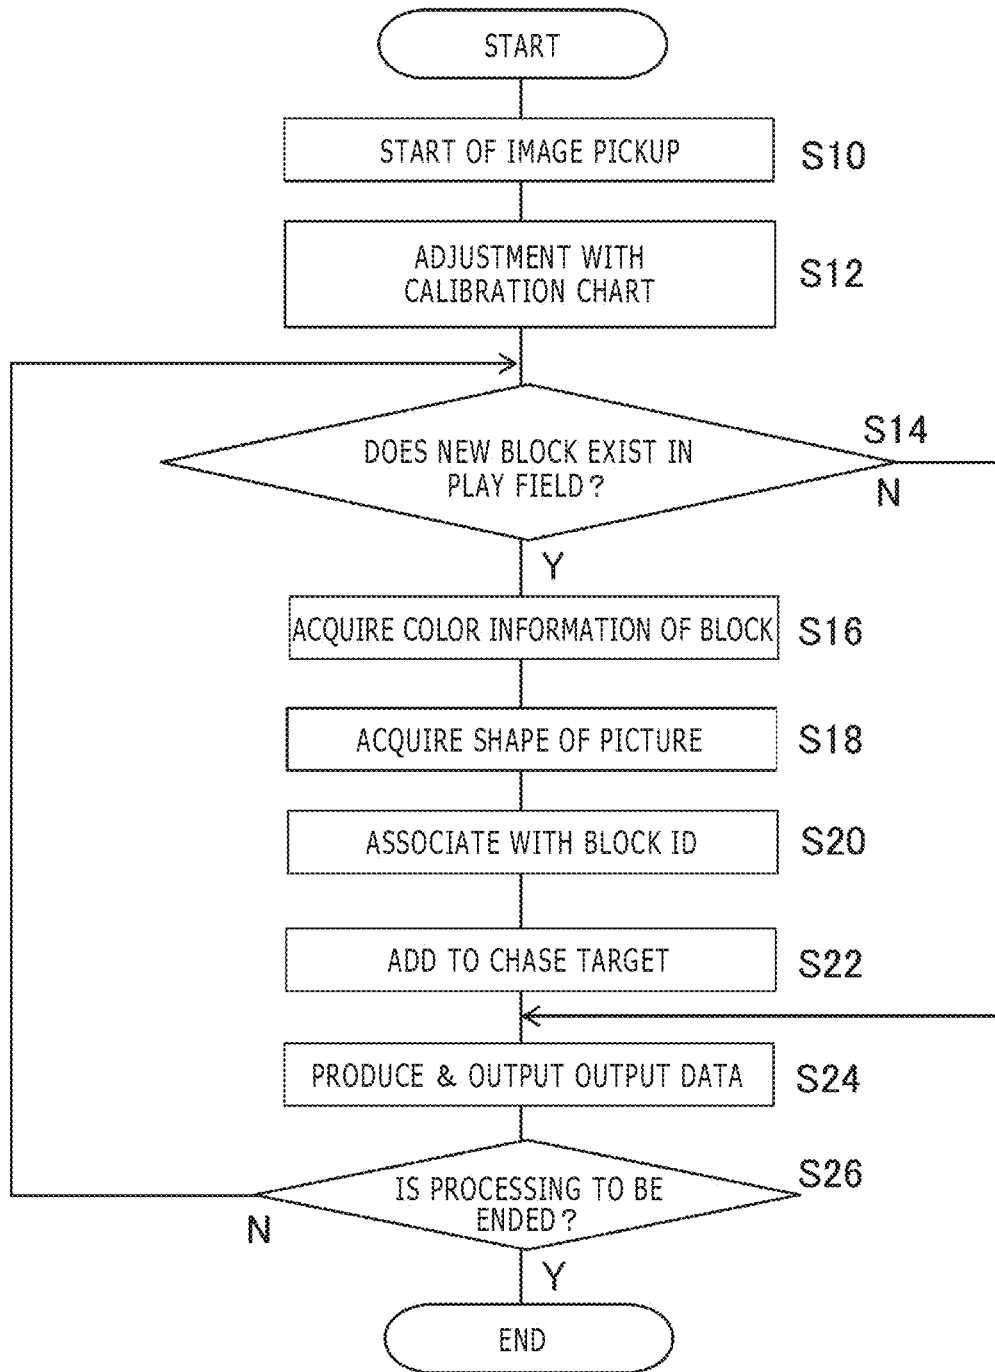 START
START OF IMAGE PICKUP
S10
ADJUSTMENT WITH
CALIBRATION CHART
S12
DOES NEW BLOCK EXIST IN
PLAY FIELD?
S14
N
Y
ACQUIRE COLOR INFORMATION OF BLOCK
S16
ACQUIRE SHAPE OF PICTURE
S18
ASSOCIATE WITH BLOCK ID
S20
ADD TO CHASE TARGET
S22
PRODUCE & OUTPUT OUTPUT DATA
S24
IS PROCESSING TO BE
ENDED?
S26
N
Y
END